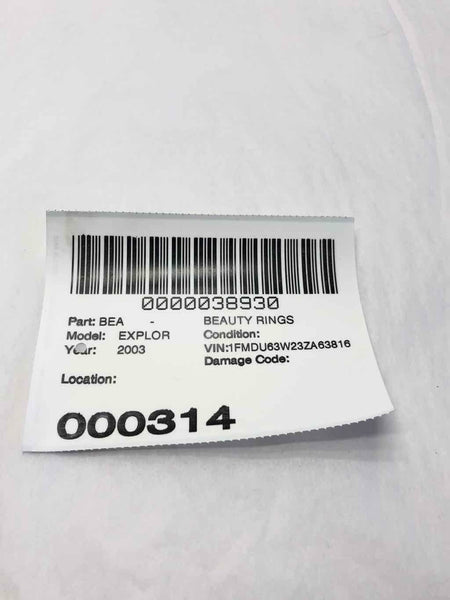 0000038930
Part: BEA - BEAUTY RINGS
Model: EXPLOR Condition:
Year: 2003 VIN:1FMDU63W23ZA63816
Damage Code:
Location:
000314